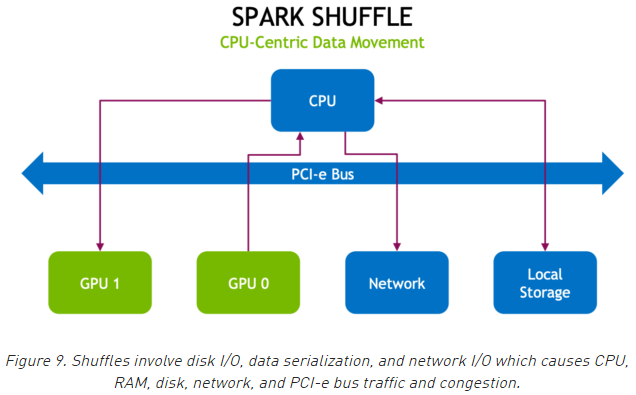 SPARK SHUFFLE
CPU-Centric Data Movement
CPU
PCI-e Bus
GPU 1
GPU 0
Network
Local
Storage
Figure 9. Shuffles involve disk I/O, data serialization, and network I/O which causes CPU,
RAM, disk, network, and PCI-e bus traffic and congestion.